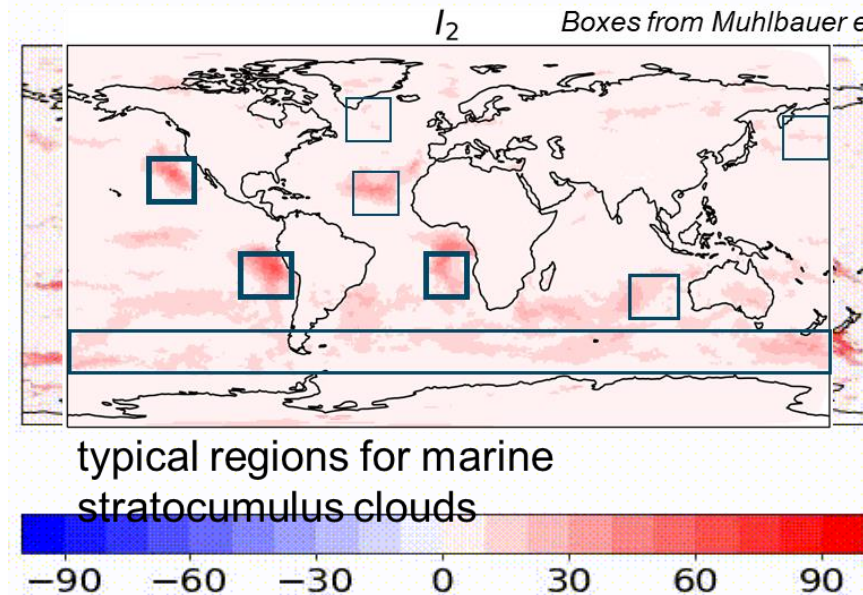 I₂
Boxes from Muhlbauer e
typical regions for marine
stratocumulus clouds
−90 −60 −30 0 30 60 90